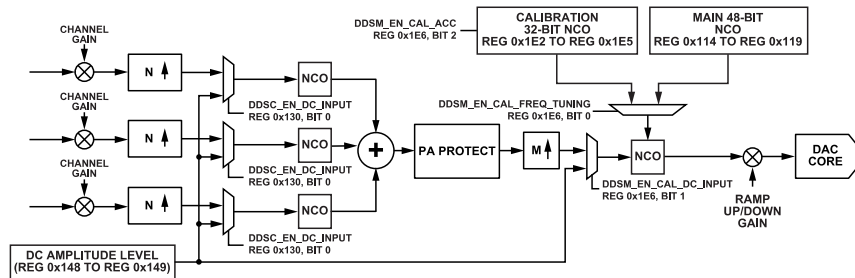 CHANNEL
GAIN
N
DDSC_EN_DC_INPUT
REG 0x130, BIT 0
NCO
CHANNEL
GAIN
N
DDSC_EN_DC_INPUT
REG 0x130, BIT 0
NCO
CHANNEL
GAIN
N
DDSC_EN_DC_INPUT
REG 0x130, BIT 0
NCO
DC AMPLITUDE LEVEL
(REG 0x148 TO REG 0x149)
+
PA PROTECT
M
DDSM_EN_CAL_ACC
REG 0x1E6, BIT 2
CALIBRATION
32-BIT NCO
REG 0x1E2 TO REG 0x1E5
MAIN 48-BIT
NCO
REG 0x114 TO REG 0x119
DDSM_EN_CAL_FREQ_TUNING
REG 0x1E6, BIT 0
NCO
DDSM_EN_CAL_DC_INPUT
REG 0x1E6, BIT 1
RAMP
UP/DOWN
GAIN
DAC
CORE